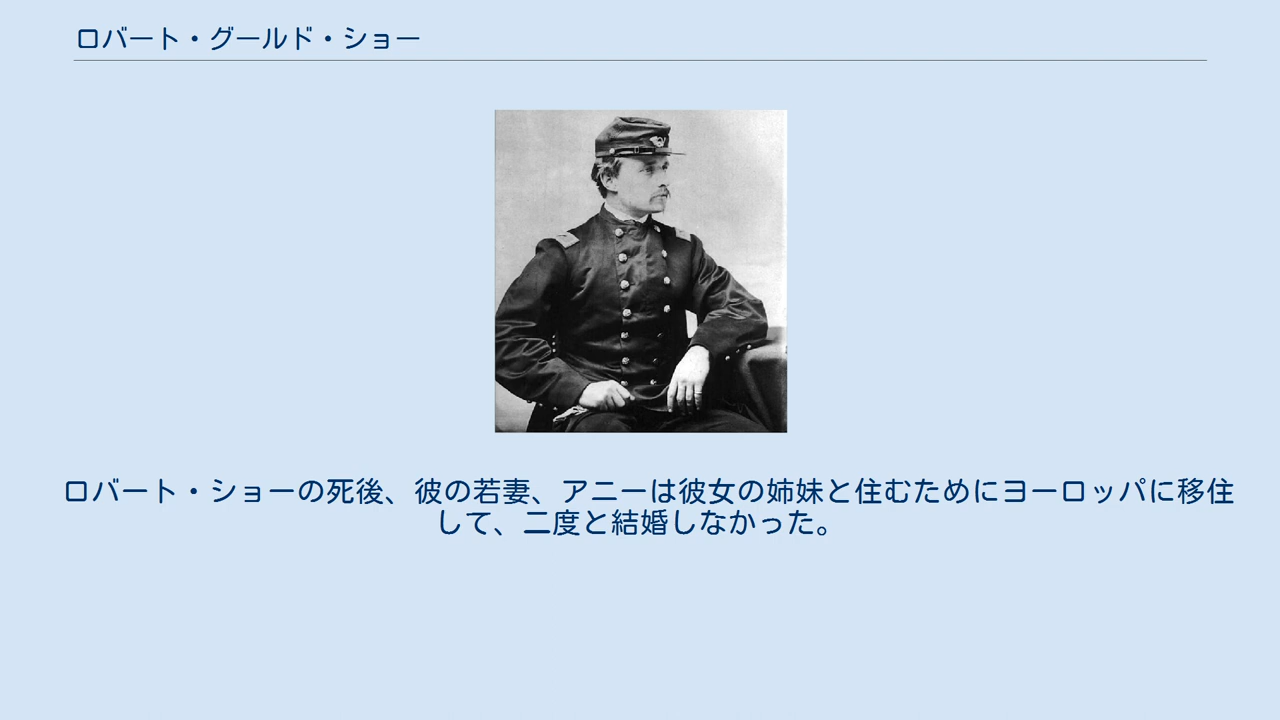 ロバート・グールド・ショー
ロバート・ショーの死後、彼の若妻、アニーは彼女の姉妹と住むためにヨーロッパに移住
して、二度と結婚しなかった。